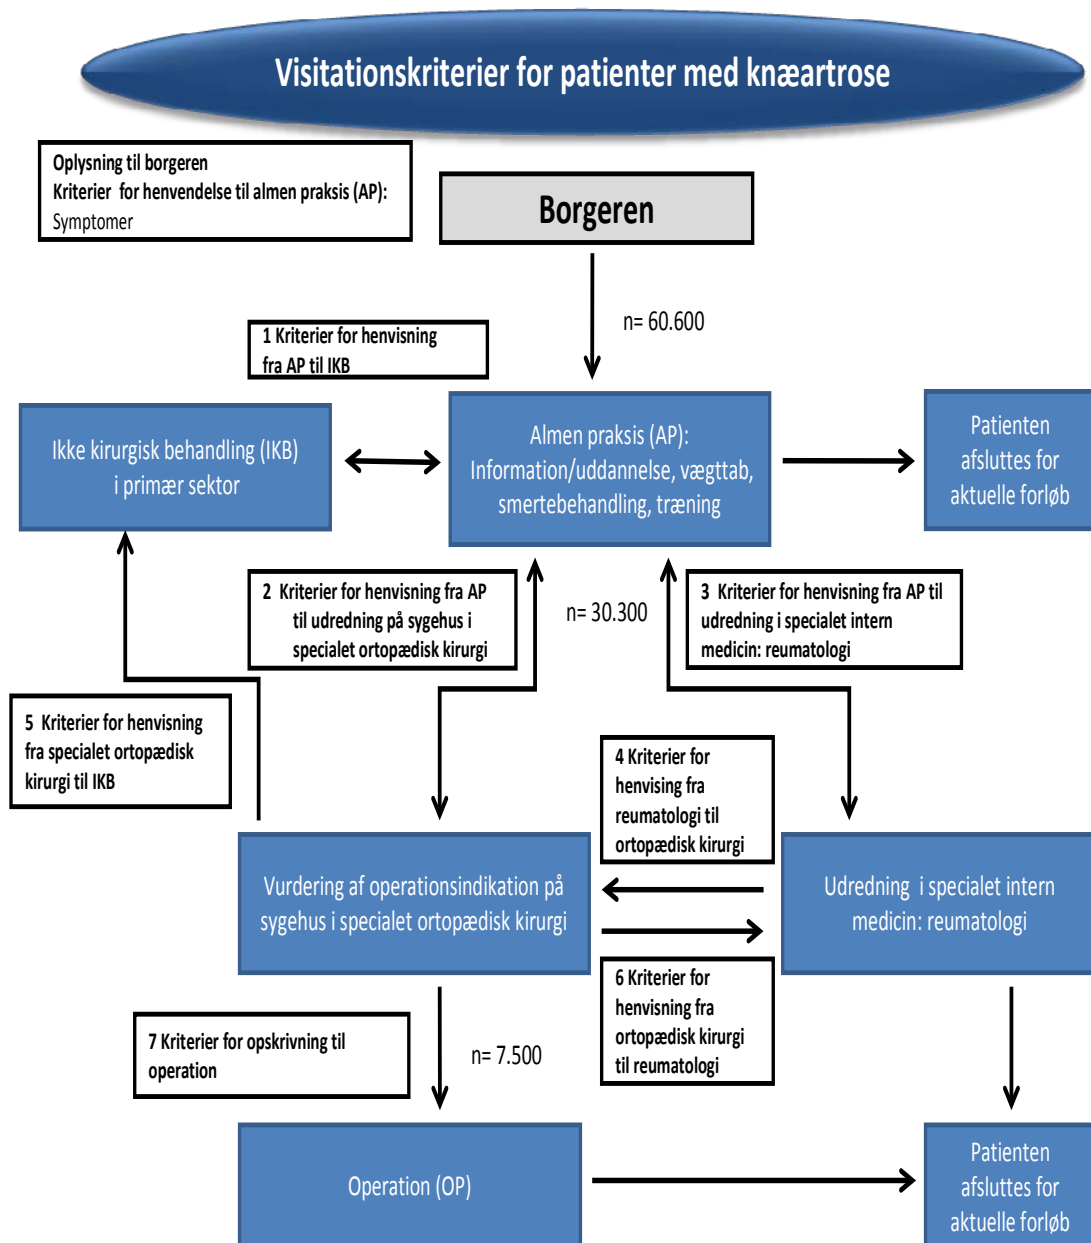 Visitationskriterier for patienter med knæartrose
Oplysning til borgeren
Kriterier for henvendelse til almen praksis (AP):
Symptomer
Borgeren
n= 60.600
1 Kriterier for henvisning
fra AP til IKB
Ikke kirurgisk behandling (IKB)
i primær sektor
Almen praksis (AP):
Information/uddannelse, vægttab,
smertebehandling, træning
Patienten
afsluttes for
aktuelle forløb
2 Kriterier for henvisning fra AP
til udredning på sygehus i
specialet ortopædisk kirurgi
n= 30.300
3 Kriterier for henvisning fra AP til
udredning i specialet intern
medicin: reumatologi
5 Kriterier for henvisning
fra specialet ortopædisk
kirurgi til IKB
4 Kriterier for
henvising fra
reumatologi til
ortopædisk kirurgi
Vurdering af operationsindikation på
sygehus i specialet ortopædisk kirurgi
Udredning i specialet intern
medicin: reumatologi
6 Kriterier for
henvisning fra
ortopædisk kirurgi
til reumatologi
7 Kriterier for opskrivning til
operation
n= 7.500
Operation (OP)
Patienten
afsluttes for
aktuelle forløb